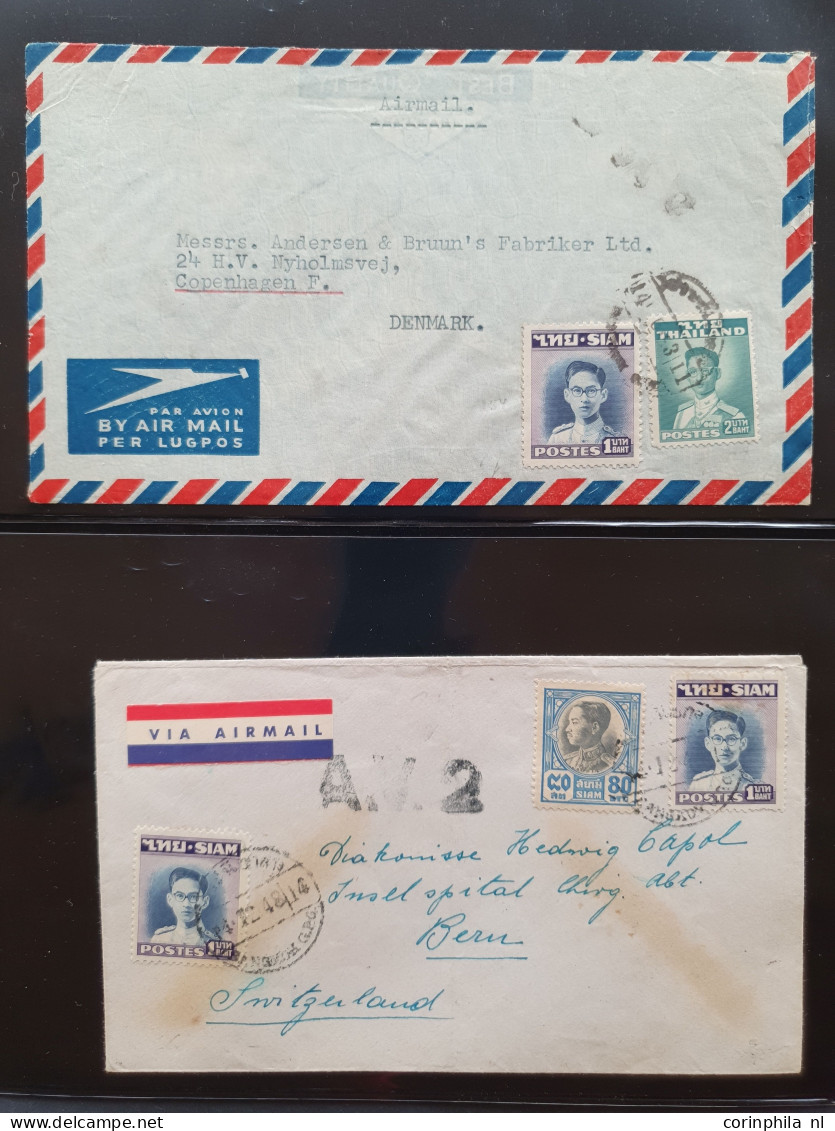 Airmail.
Messrs. Andersen & Bruun's Fabriker Ltd.
24 H.V. Nyholmsvej,
Copenhagen F.
DENMARK.
PAR AVION
BY AIR MAIL
PER LUGPOS
ไทย·SIAM
POSTES 1 บาท BAHT
ไทย
THAILAND
POSTES 2 บาท BAHT
VIA AIRMAIL
A.V. 2
๘๐ สยาม 80
SIAM
ไทย·SIAM
POSTES 1 บาท BAHT
ไทย·SIAM
POSTES 1 บาท BAHT
BANGKOK G.P.O.
Diakonisse Hedwig Capol
Inselspital Chirg. Abt.
Bern
Switzerland
corinphila nl
www.delcampe.net